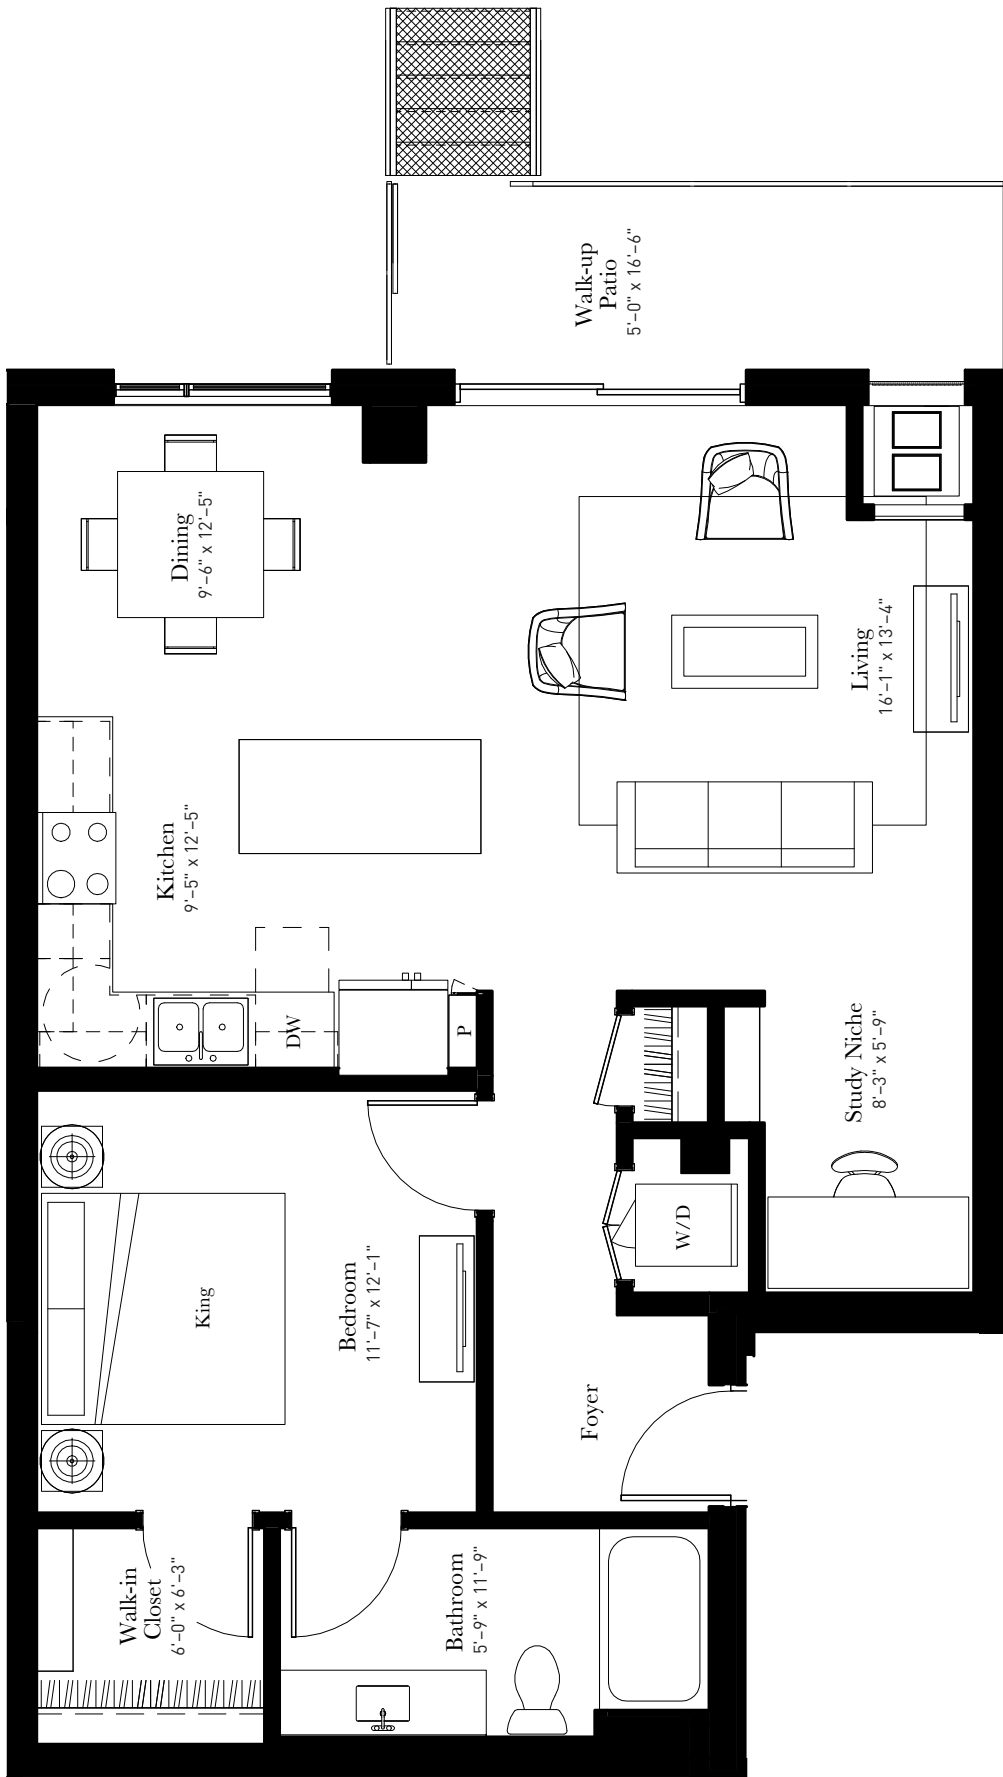 Walk-up
Patio
5'-0" x 16'-6"
Dining
9'-6" x 12'-5"
Living
16'-1" x 13'-4"
Kitchen
9'-5" x 12'-5"
DW
P
Study Niche
8'-3" x 5'-9"
W/D
King
Bedroom
11'-7" x 12'-1"
Foyer
Walk-in
Closet
6'-0" x 6'-3"
Bathroom
5'-9" x 11'-9"